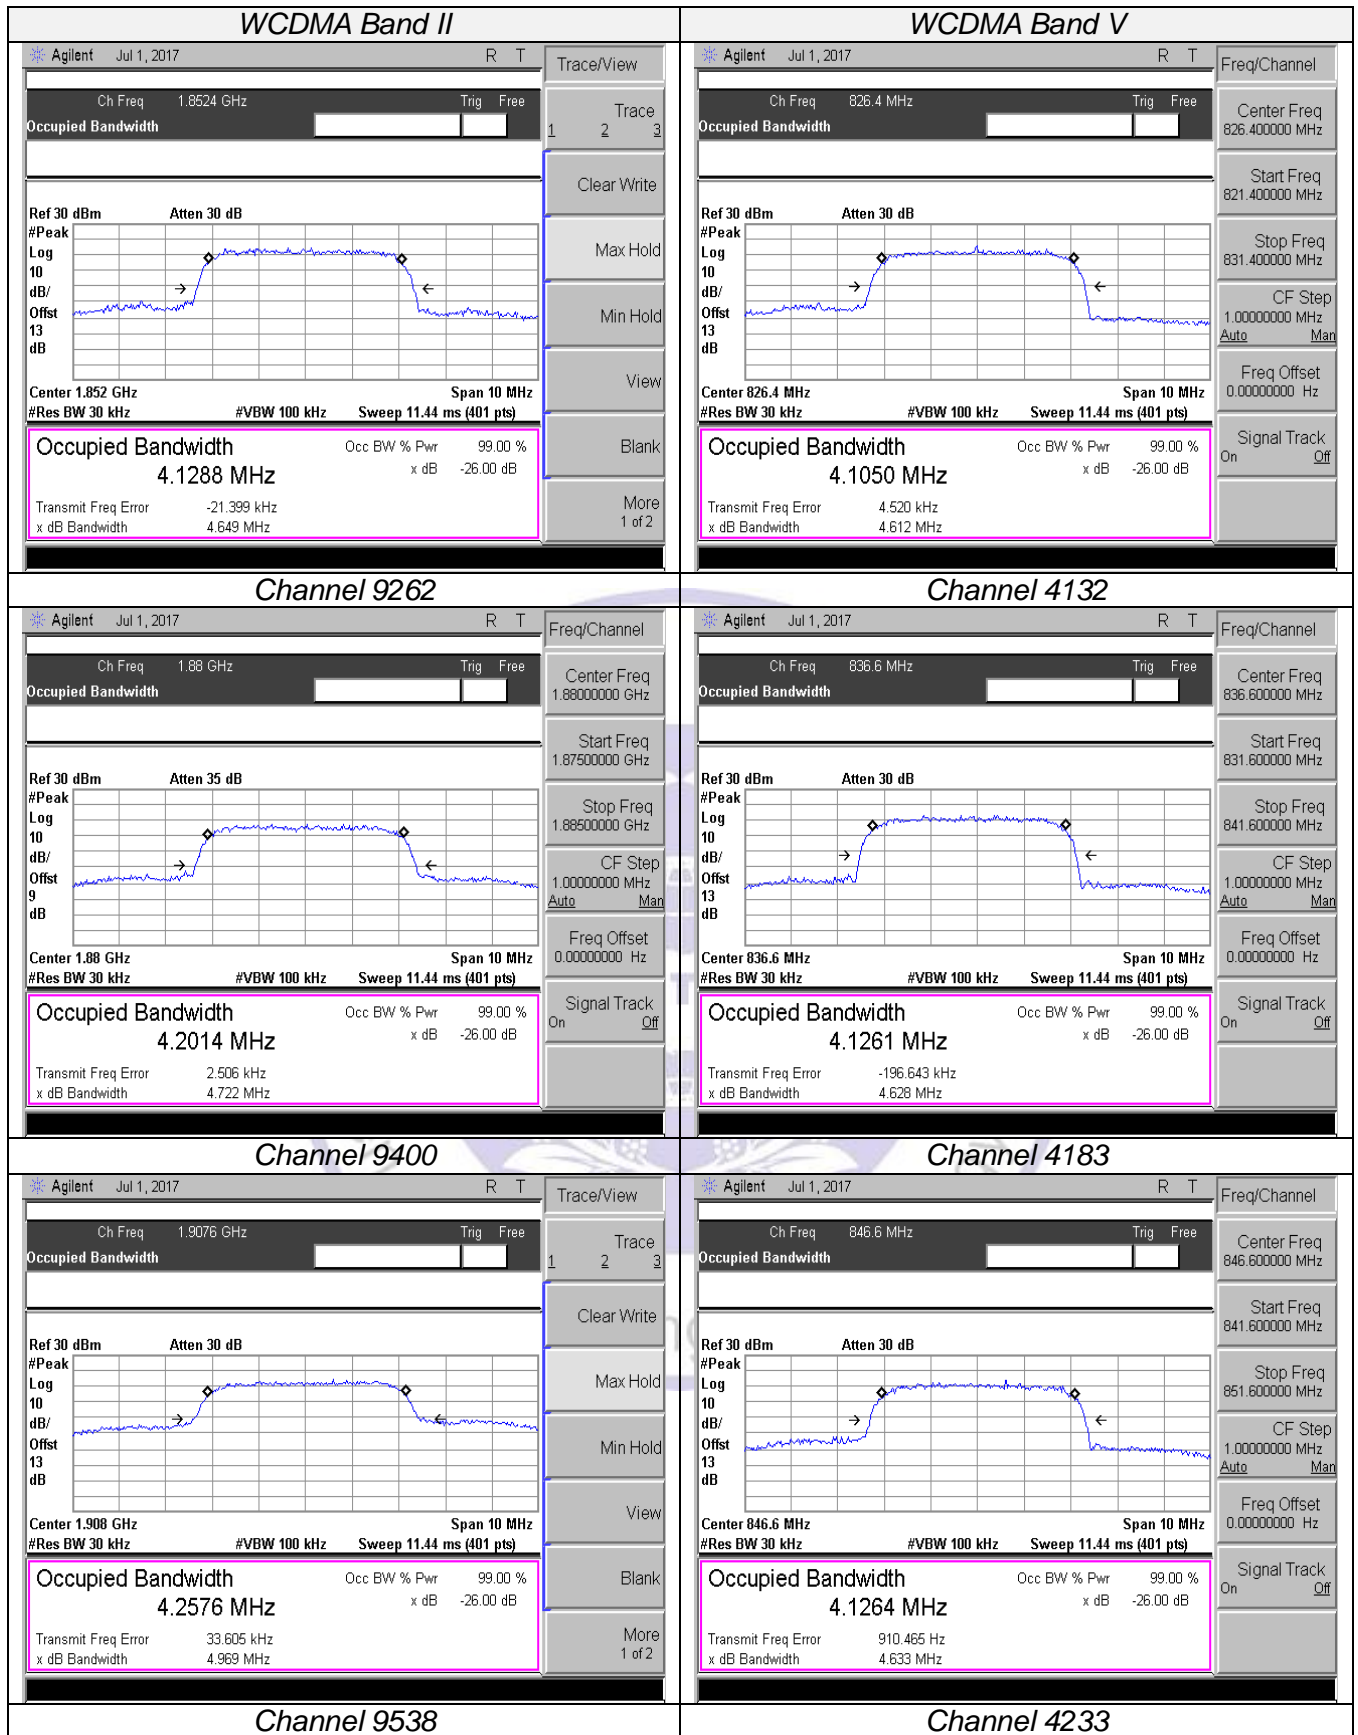 WCDMA Band II
WCDMA Band V
Agilent Jul 1, 2017 R T
Trace/View
Ch Freq 1.8524 GHz Trig Free
Occupied Bandwidth
Trace
1 2 3
Clear Write
Ref 30 dBm Atten 30 dB
#Peak
Log
10
dB/
Offst
13
dB
Max Hold
Min Hold
View
Center 1.852 GHz Span 10 MHz
#Res BW 30 kHz #VBW 100 kHz Sweep 11.44 ms (401 pts)
Occupied Bandwidth Occ BW % Pwr 99.00 %
4.1288 MHz x dB -26.00 dB
Blank
Transmit Freq Error -21.399 kHz
x dB Bandwidth 4.649 MHz
More
1 of 2
Agilent Jul 1, 2017 R T
Freq/Channel
Ch Freq 826.4 MHz Trig Free
Occupied Bandwidth
Center Freq
826.400000 MHz
Start Freq
821.400000 MHz
Ref 30 dBm Atten 30 dB
#Peak
Log
10
dB/
Offst
13
dB
Stop Freq
831.400000 MHz
CF Step
1.00000000 MHz
Auto Man
Freq Offset
0.00000000 Hz
Center 826.4 MHz Span 10 MHz
#Res BW 30 kHz #VBW 100 kHz Sweep 11.44 ms (401 pts)
Occupied Bandwidth Occ BW % Pwr 99.00 %
4.1050 MHz x dB -26.00 dB
Signal Track
On Off
Transmit Freq Error 4.520 kHz
x dB Bandwidth 4.612 MHz
Channel 9262
Channel 4132
Agilent Jul 1, 2017 R T
Freq/Channel
Ch Freq 1.88 GHz Trig Free
Occupied Bandwidth
Center Freq
1.88000000 GHz
Start Freq
1.87500000 GHz
Ref 30 dBm Atten 35 dB
#Peak
Log
10
dB/
Offst
9
dB
Stop Freq
1.88500000 GHz
CF Step
1.00000000 MHz
Auto Man
Freq Offset
0.00000000 Hz
Center 1.88 GHz Span 10 MHz
#Res BW 30 kHz #VBW 100 kHz Sweep 11.44 ms (401 pts)
Occupied Bandwidth Occ BW % Pwr 99.00 %
4.2014 MHz x dB -26.00 dB
Signal Track
On Off
Transmit Freq Error 2.506 kHz
x dB Bandwidth 4.722 MHz
Agilent Jul 1, 2017 R T
Freq/Channel
Ch Freq 836.6 MHz Trig Free
Occupied Bandwidth
Center Freq
836.600000 MHz
Start Freq
831.600000 MHz
Ref 30 dBm Atten 30 dB
#Peak
Log
10
dB/
Offst
13
dB
Stop Freq
841.600000 MHz
CF Step
1.00000000 MHz
Auto Man
Freq Offset
0.00000000 Hz
Center 836.6 MHz Span 10 MHz
#Res BW 30 kHz #VBW 100 kHz Sweep 11.44 ms (401 pts)
Occupied Bandwidth Occ BW % Pwr 99.00 %
4.1261 MHz x dB -26.00 dB
Signal Track
On Off
Transmit Freq Error -196.643 kHz
x dB Bandwidth 4.628 MHz
Channel 9400
Channel 4183
Agilent Jul 1, 2017 R T
Trace/View
Ch Freq 1.9076 GHz Trig Free
Occupied Bandwidth
Trace
1 2 3
Clear Write
Ref 30 dBm Atten 30 dB
#Peak
Log
10
dB/
Offst
13
dB
Max Hold
Min Hold
View
Center 1.908 GHz Span 10 MHz
#Res BW 30 kHz #VBW 100 kHz Sweep 11.44 ms (401 pts)
Occupied Bandwidth Occ BW % Pwr 99.00 %
4.2576 MHz x dB -26.00 dB
Blank
Transmit Freq Error 33.605 kHz
x dB Bandwidth 4.969 MHz
More
1 of 2
Agilent Jul 1, 2017 R T
Freq/Channel
Ch Freq 846.6 MHz Trig Free
Occupied Bandwidth
Center Freq
846.600000 MHz
Start Freq
841.600000 MHz
Ref 30 dBm Atten 30 dB
#Peak
Log
10
dB/
Offst
13
dB
Stop Freq
851.600000 MHz
CF Step
1.00000000 MHz
Auto Man
Freq Offset
0.00000000 Hz
Center 846.6 MHz Span 10 MHz
#Res BW 30 kHz #VBW 100 kHz Sweep 11.44 ms (401 pts)
Occupied Bandwidth Occ BW % Pwr 99.00 %
4.1264 MHz x dB -26.00 dB
Signal Track
On Off
Transmit Freq Error 910.465 Hz
x dB Bandwidth 4.633 MHz
Channel 9538
Channel 4233